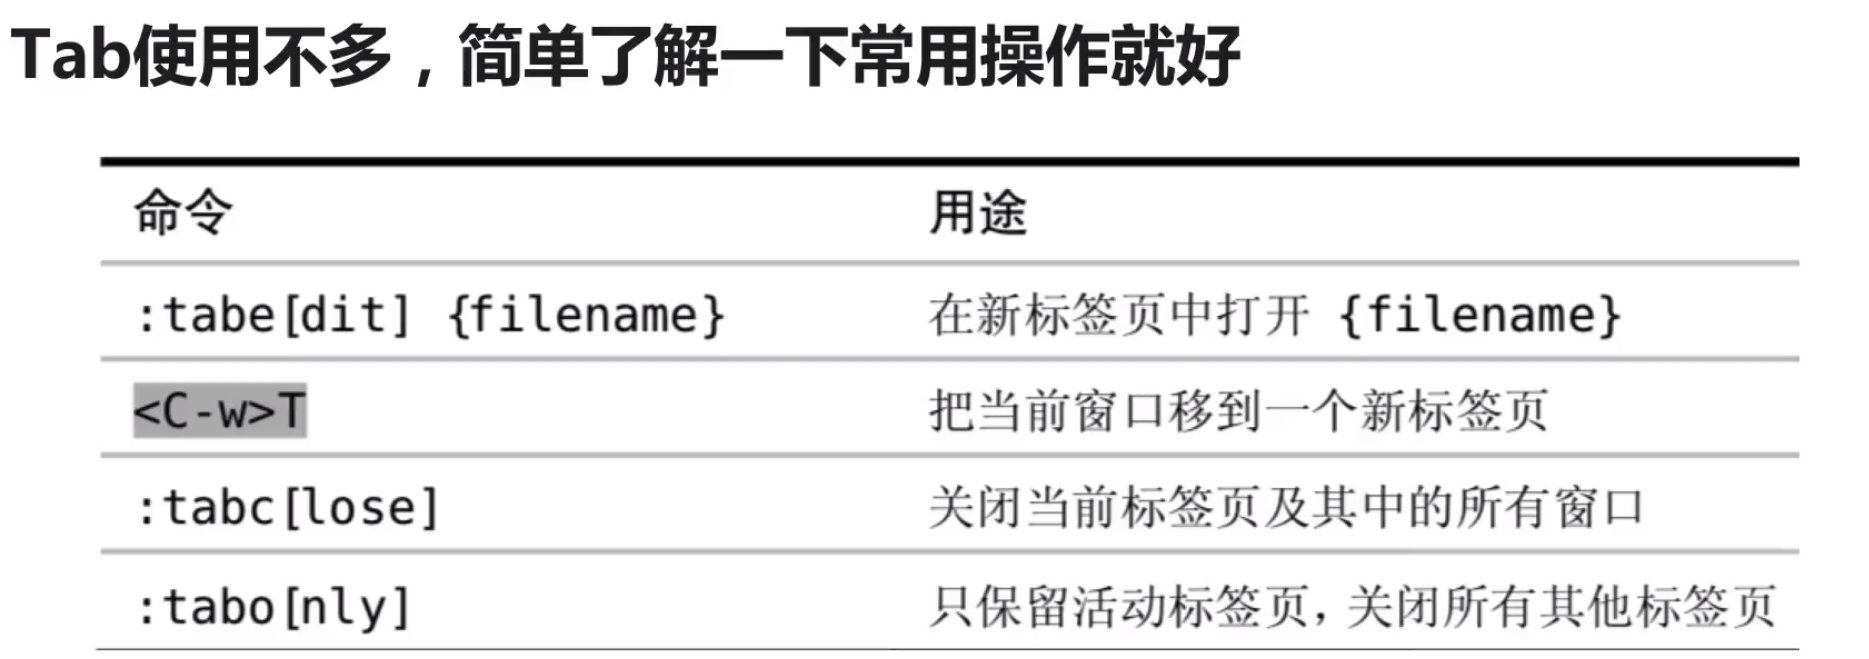 Tab使用不多，简单了解一下常用操作就好
命令 用途
:tabe[dit] {filename} 在新标签页中打开 {filename}
<C-w>T 把当前窗口移到一个新标签页
:tabc[lose] 关闭当前标签页及其中的所有窗口
:tabo[nly] 只保留活动标签页，关闭所有其他标签页